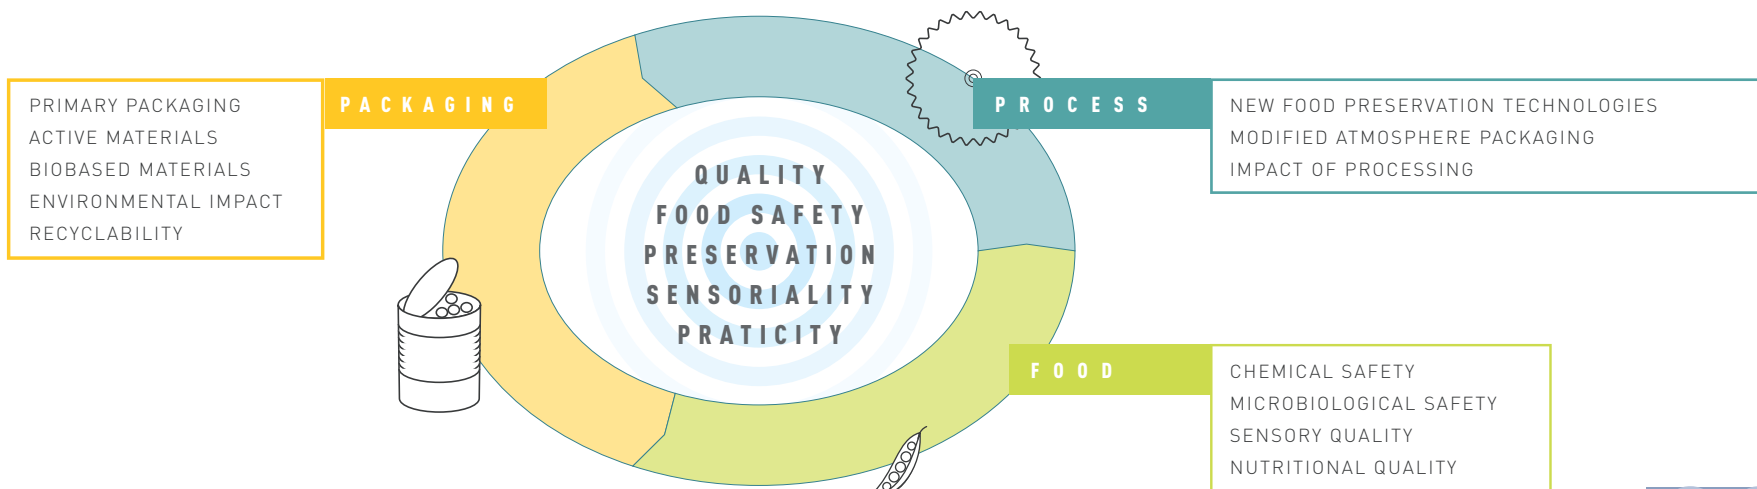 PACKAGING
PRIMARY PACKAGING
ACTIVE MATERIALS
BIOBASED MATERIALS
ENVIRONMENTAL IMPACT
RECYCLABILITY
QUALITY
FOOD SAFETY
PRESERVATION
SENSORIALITY
PRATICITY
PROCESS
NEW FOOD PRESERVATION TECHNOLOGIES
MODIFIED ATMOSPHERE PACKAGING
IMPACT OF PROCESSING
FOOD
CHEMICAL SAFETY
MICROBIOLOGICAL SAFETY
SENSORY QUALITY
NUTRITIONAL QUALITY